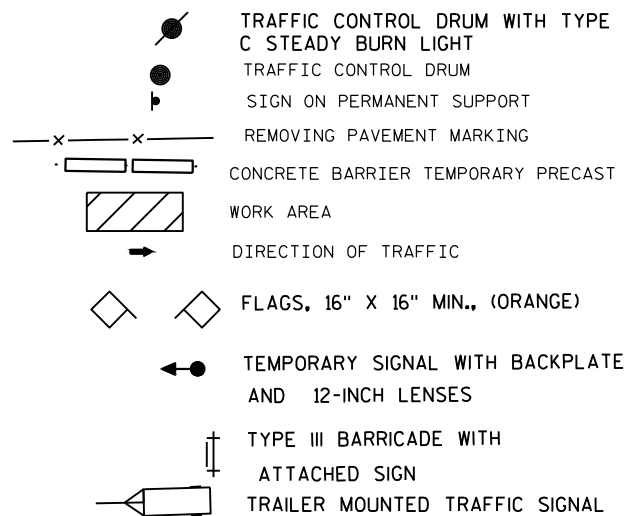 TRAFFIC CONTROL DRUM WITH TYPE
C STEADY BURN LIGHT
TRAFFIC CONTROL DRUM
SIGN ON PERMANENT SUPPORT
REMOVING PAVEMENT MARKING
CONCRETE BARRIER TEMPORARY PRECAST
WORK AREA
DIRECTION OF TRAFFIC
FLAGS, 16" X 16" MIN., (ORANGE)
TEMPORARY SIGNAL WITH BACKPLATE
AND 12-INCH LENSES
TYPE III BARRICADE WITH
ATTACHED SIGN
TRAILER MOUNTED TRAFFIC SIGNAL